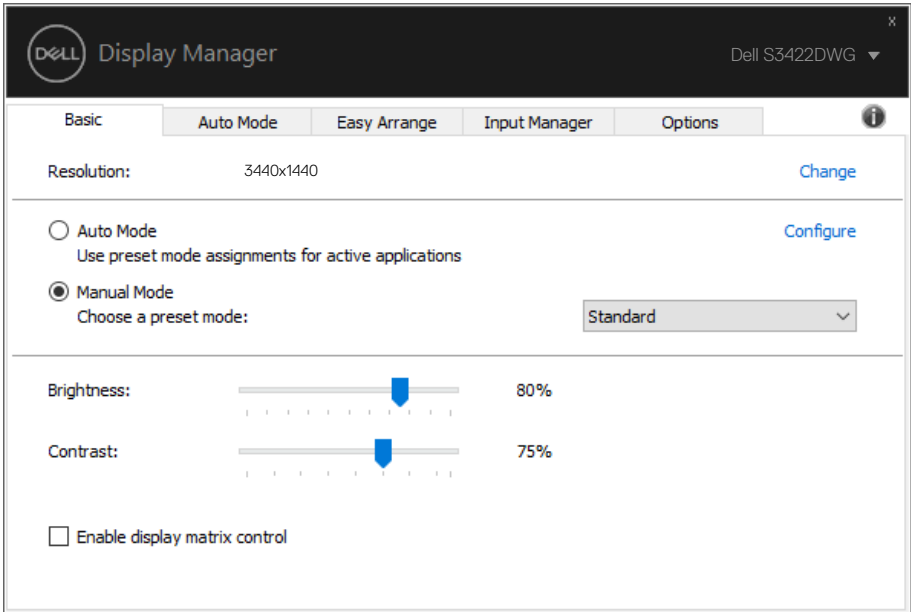 x
DELL Display Manager
Dell S3422DWG
Basic Auto Mode Easy Arrange Input Manager Options i
Resolution: 3440x1440 Change
Auto Mode Configure
Use preset mode assignments for active applications
Manual Mode
Choose a preset mode: Standard
Brightness: 80%
Contrast: 75%
Enable display matrix control